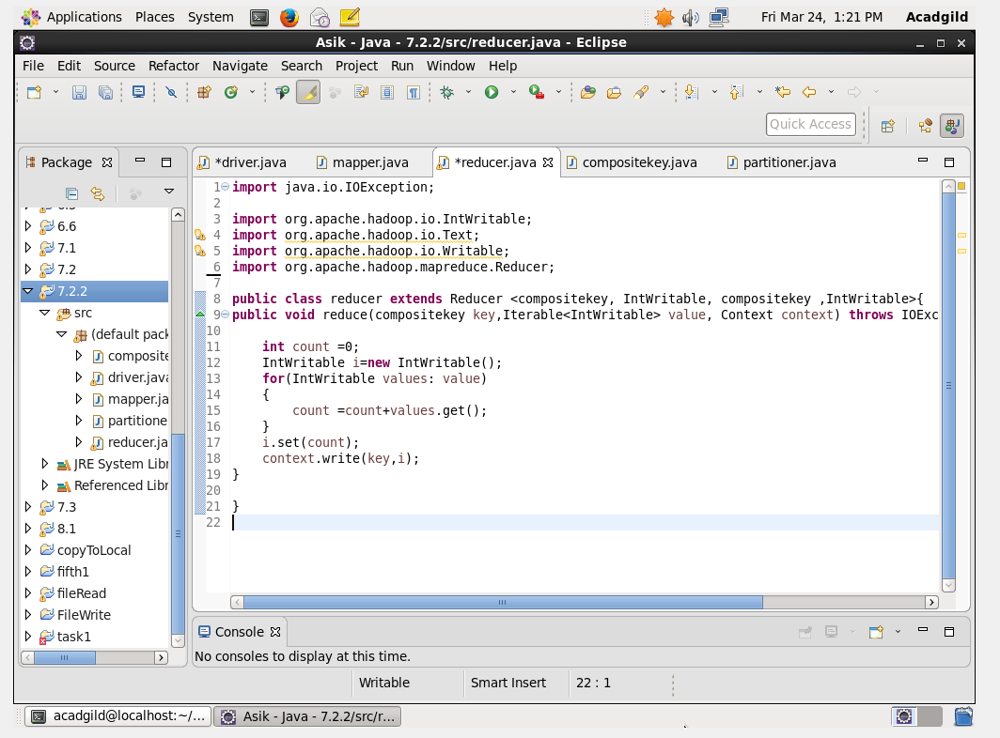 Applications Places System Fri Mar 24, 1:21 PM Acadgild
Asik - Java - 7.2.2/src/reducer.java - Eclipse
File Edit Source Refactor Navigate Search Project Run Window Help
Quick Access
Package
6.6
7.1
7.2
7.2.2
src
(default pack
composite
driver.java
mapper.ja
partitione
reducer.ja
JRE System Libr
Referenced Libr
7.3
8.1
copyToLocal
fifth1
fileRead
FileWrite
task1
*driver.java mapper.java *reducer.java compositekey.java partitioner.java
1 import java.io.IOException;
2
3 import org.apache.hadoop.io.IntWritable;
4 import org.apache.hadoop.io.Text;
5 import org.apache.hadoop.io.Writable;
6 import org.apache.hadoop.mapreduce.Reducer;
7
8 public class reducer extends Reducer <compositekey, IntWritable, compositekey ,IntWritable>{
9 public void reduce(compositekey key,Iterable<IntWritable> value, Context context) throws IOExc
10
11 int count =0;
12 IntWritable i=new IntWritable();
13 for(IntWritable values: value)
14 {
15 count =count+values.get();
16 }
17 i.set(count);
18 context.write(key,i);
19 }
20
21 }
22
Console
No consoles to display at this time.
Writable Smart Insert 22 : 1
acadgild@localhost:~/... Asik - Java - 7.2.2/src/r...